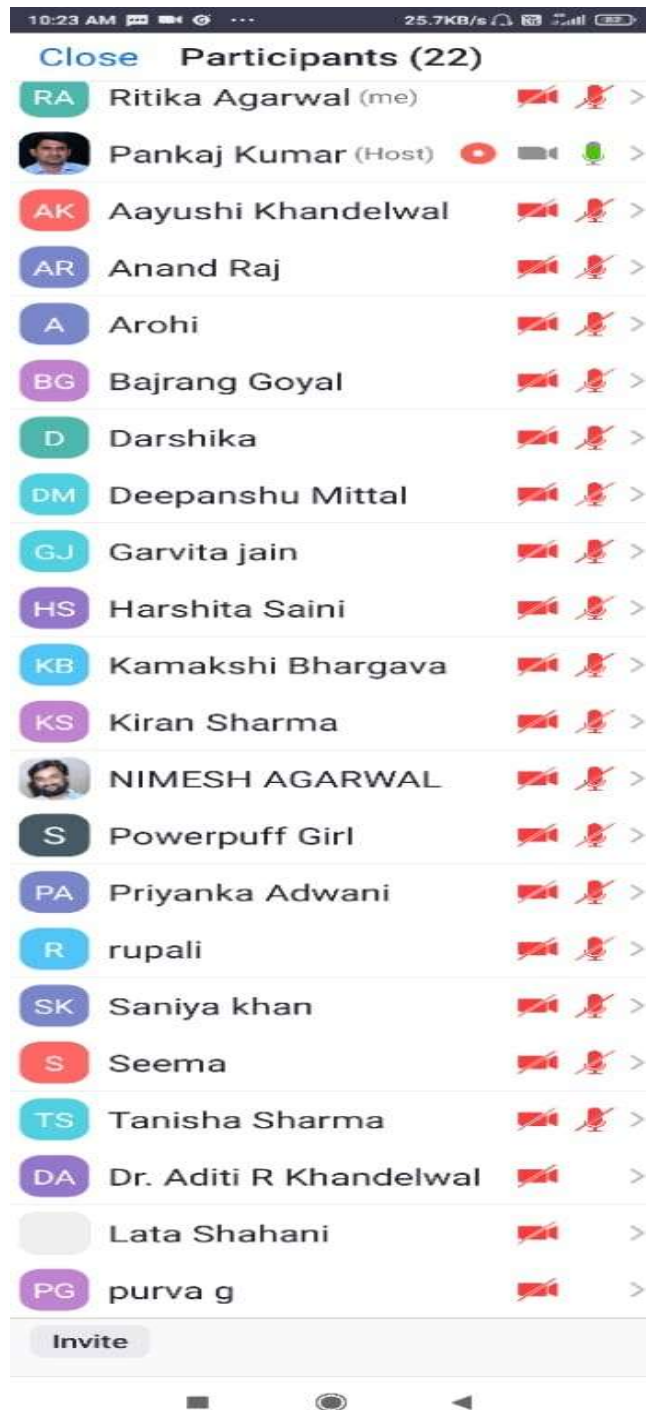 10:23 AM ... 25.7KB/s
Close Participants (22)
RA Ritika Agarwal (me)
Pankaj Kumar (Host)
AK Aayushi Khandelwal
AR Anand Raj
A Arohi
BG Bajrang Goyal
D Darshika
DM Deepanshu Mittal
GJ Garvita jain
HS Harshita Saini
KB Kamakshi Bhargava
KS Kiran Sharma
NIMESH AGARWAL
S Powerpuff Girl
PA Priyanka Adwani
R rupali
SK Saniya khan
S Seema
TS Tanisha Sharma
DA Dr. Aditi R Khandelwal
Lata Shahani
PG purva g
Invite